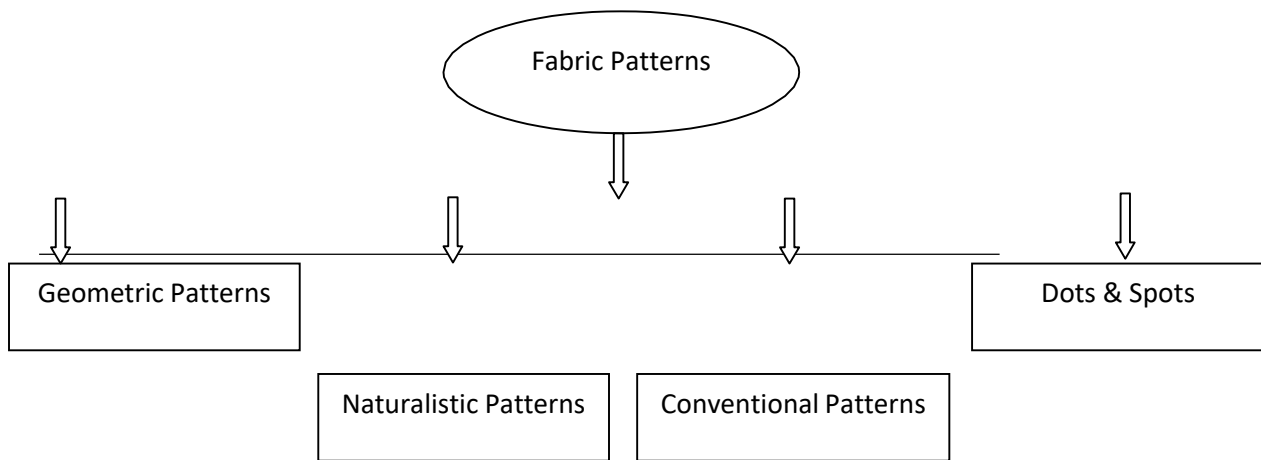 Fabric Patterns
Geometric Patterns
Dots & Spots
Naturalistic Patterns
Conventional Patterns